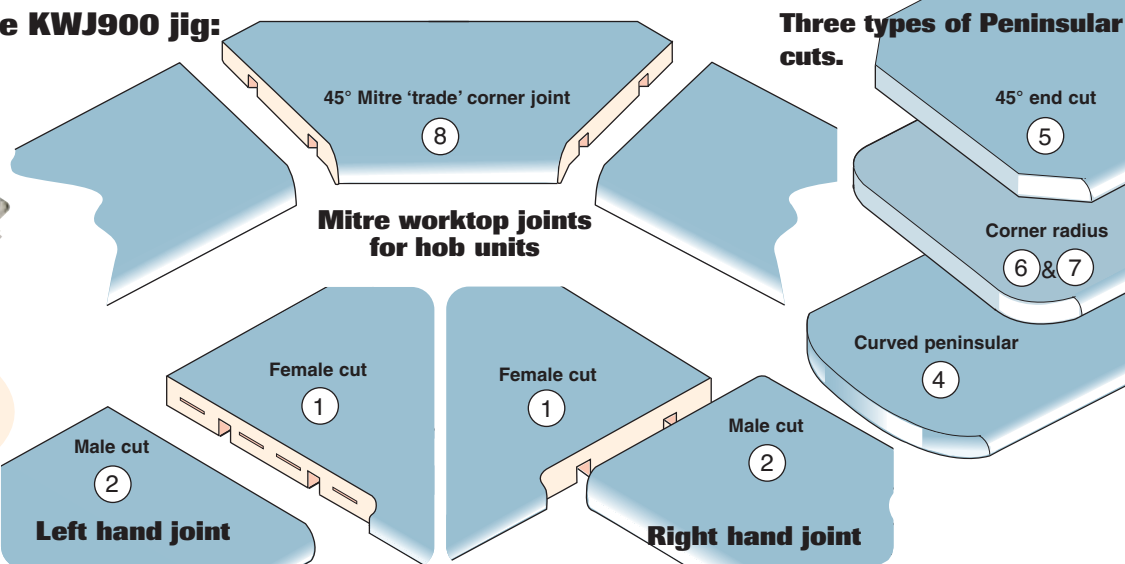 e KWJ900 jig:
Three types of Peninsular
cuts.
45° Mitre ‘trade’ corner joint
8
45° end cut
5
Mitre worktop joints
for hob units
Corner radius
6 & 7
Curved peninsular
4
Female cut
1
Female cut
1
Male cut
2
Male cut
2
Left hand joint
Right hand joint